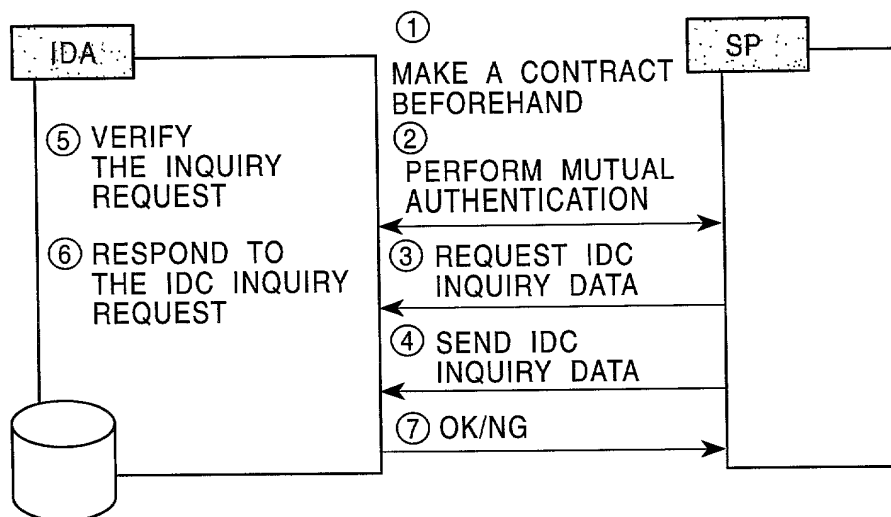 IDA
SP
① MAKE A CONTRACT
BEFOREHAND
② PERFORM MUTUAL
AUTHENTICATION
③ REQUEST IDC
INQUIRY DATA
④ SEND IDC
INQUIRY DATA
⑤ VERIFY
THE INQUIRY
REQUEST
⑥ RESPOND TO
THE IDC INQUIRY
REQUEST
⑦ OK/NG